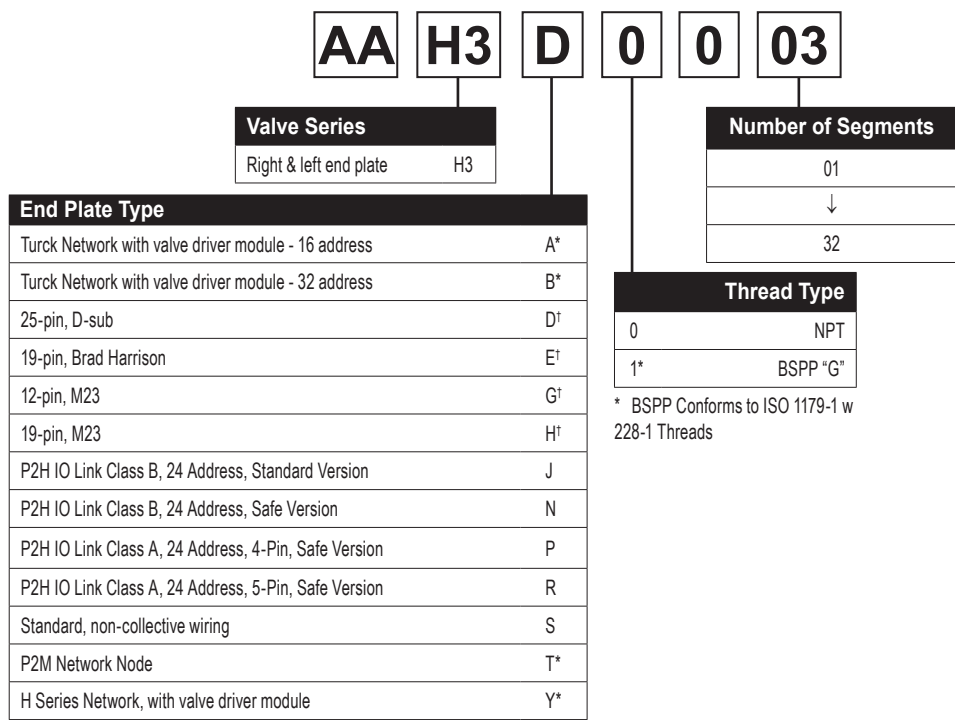 AA H3 D 0 0 03
Valve Series
Right & left end plate H3
Number of Segments
01
↓
32
End Plate Type
Turck Network with valve driver module - 16 address A*
Turck Network with valve driver module - 32 address B*
25-pin, D-sub D†
19-pin, Brad Harrison E†
12-pin, M23 G†
19-pin, M23 H†
P2H IO Link Class B, 24 Address, Standard Version J
P2H IO Link Class B, 24 Address, Safe Version N
P2H IO Link Class A, 24 Address, 4-Pin, Safe Version P
P2H IO Link Class A, 24 Address, 5-Pin, Safe Version R
Standard, non-collective wiring S
P2M Network Node T*
H Series Network, with valve driver module Y*
Thread Type
0 NPT
1* BSPP “G”
* BSPP Conforms to ISO 1179-1 w
228-1 Threads